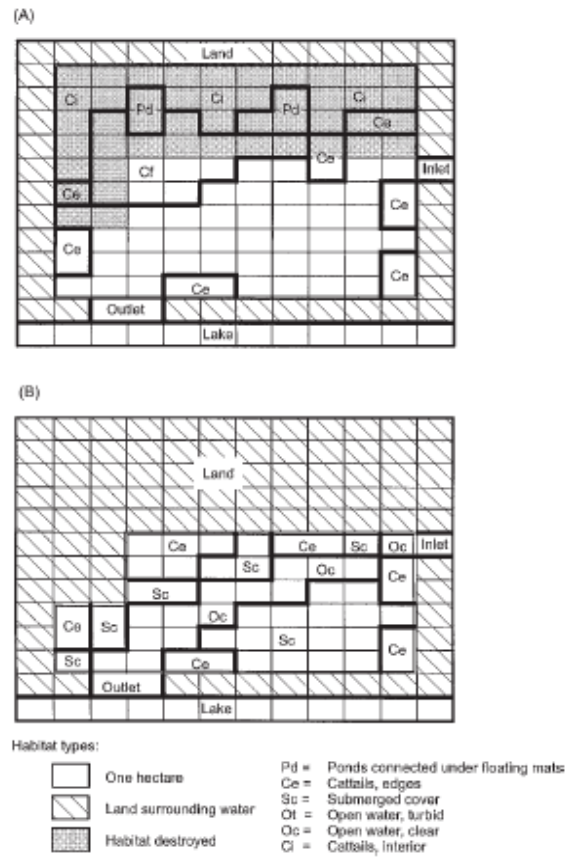 (A)
Land
Ci
Pd
Ci
Pd
Ci
Ce
Ce
Cf
Inlet
Ce
Ce
Ce
Ce
Ce
Outlet
Lake
(B)
Land
Ce
Sc
Ce
Sc
Oc
Inlet
Oc
Ce
Sc
Oc
Ce
Sc
Sc
Ce
Sc
Ce
Outlet
Lake
Habitat types:
One hectare
Land surrounding water
Habitat destroyed
Pd = Ponds connected under floating mats
Ce = Cattails, edges
Sc = Submerged cover
Ot = Open water, turbid
Oc = Open water, clear
Ci = Cattails, interior